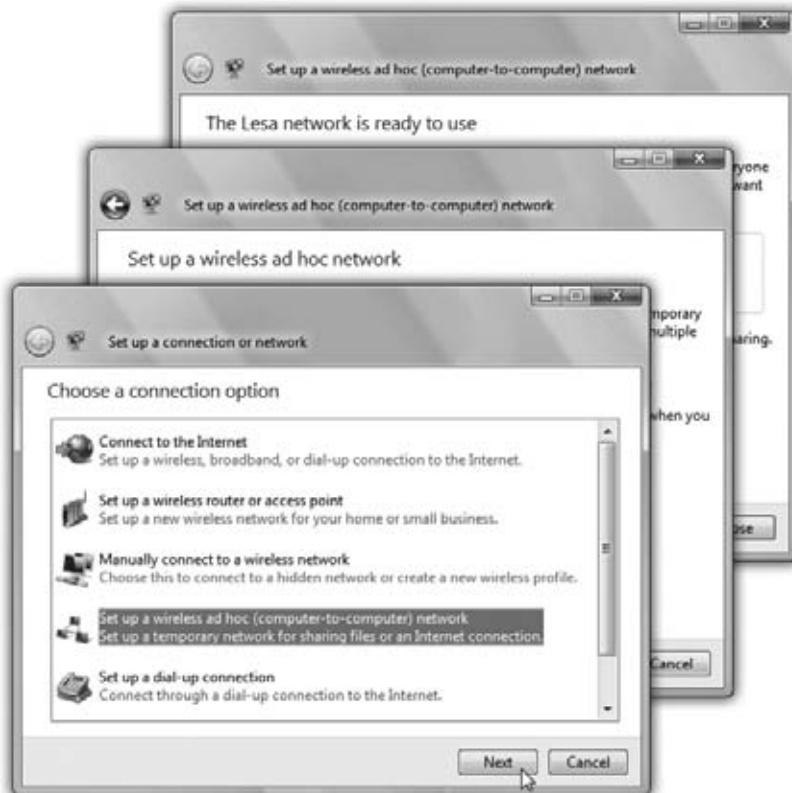 Set up a wireless ad hoc (computer-to-computer) network
The Lesa network is ready to use
ryone
want
aring.
ose
Set up a wireless ad hoc (computer-to-computer) network
Set up a wireless ad hoc network
mporary
multiple
when you
Cancel
Set up a connection or network
Choose a connection option
Connect to the Internet
Set up a wireless, broadband, or dial-up connection to the Internet.
Set up a wireless router or access point
Set up a new wireless network for your home or small business.
Manually connect to a wireless network
Choose this to connect to a hidden network or create a new wireless profile.
Set up a wireless ad hoc (computer-to-computer) network
Set up a temporary network for sharing files or an Internet connection.
Set up a dial-up connection
Connect through a dial-up connection to the Internet.
Next
Cancel